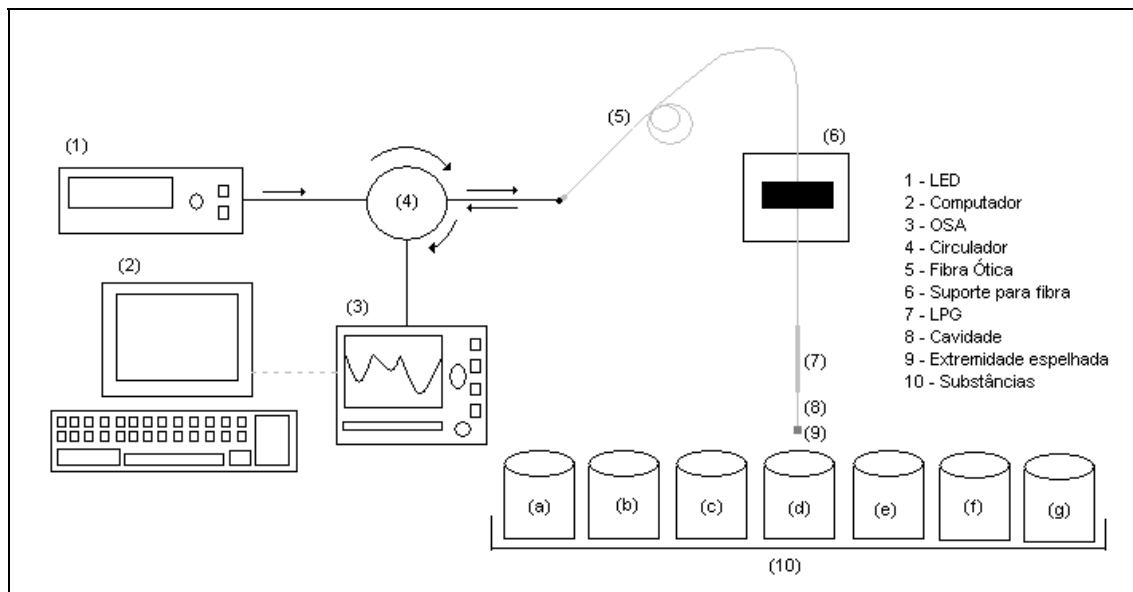 (1)
(2)
(3)
(4)
(5)
(6)
(7)
(8)
(9)
1 - LED
2 - Computador
3 - OSA
4 - Circulador
5 - Fibra Ótica
6 - Suporte para fibra
7 - LPG
8 - Cavidade
9 - Extremidade espelhada
10 - Substâncias
(a) (b) (c) (d) (e) (f) (g)
(10)